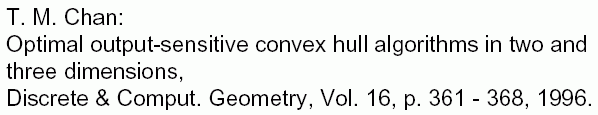 T. M. Chan:
Optimal output-sensitive convex hull algorithms in two and
three dimensions,
Discrete & Comput. Geometry, Vol. 16, p. 361 - 368, 1996.